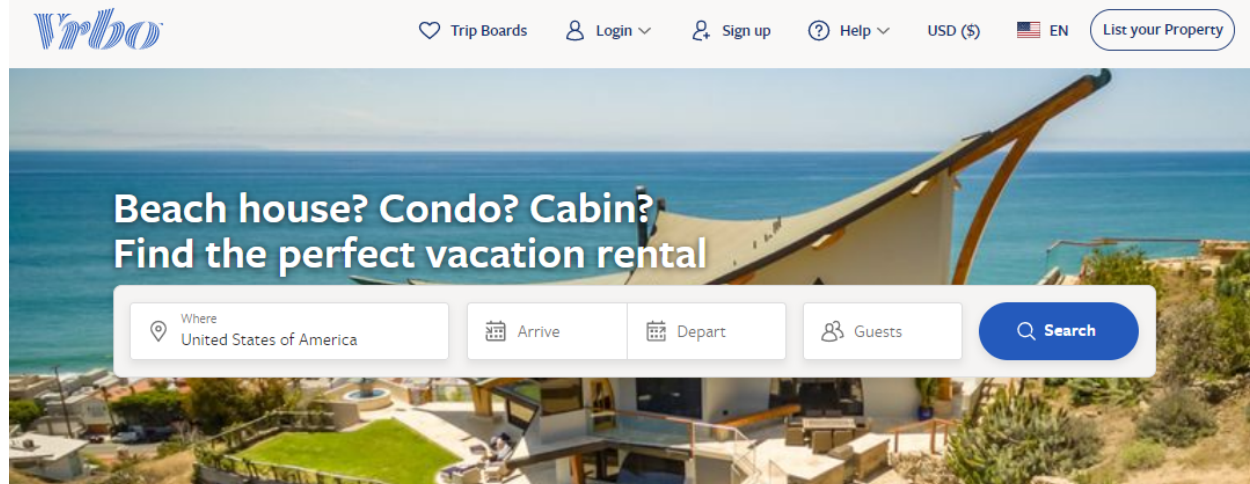 Vrbo
Trip Boards
Login
Sign up
Help
USD ($)
EN
List your Property
Beach house? Condo? Cabin?
Find the perfect vacation rental
Where
United States of America
Arrive
Depart
Guests
Search